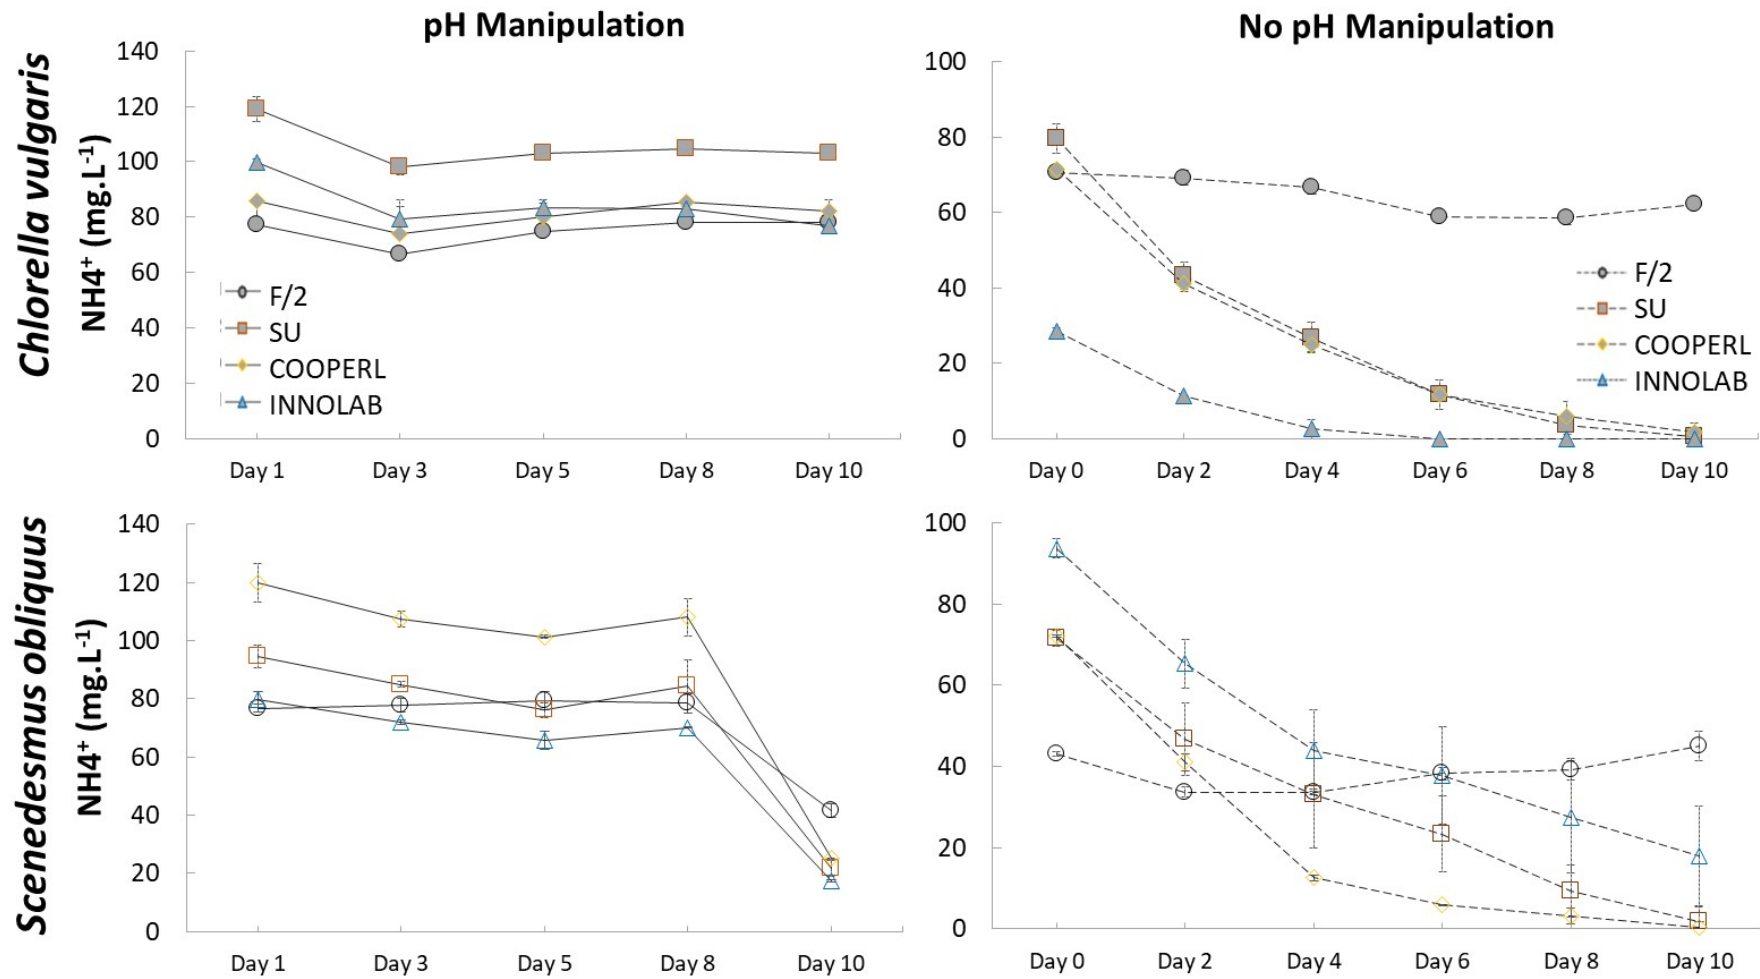 pH Manipulation
No pH Manipulation
Chlorella vulgaris
NH4⁺ (mg.L⁻¹)
140
120
100
80
60
40
20
0
F/2
SU
COOPERL
INNOLAB
Day 1
Day 3
Day 5
Day 8
Day 10
100
80
60
40
20
0
F/2
SU
COOPERL
INNOLAB
Day 0
Day 2
Day 4
Day 6
Day 8
Day 10
Scenedesmus obliquus
NH4⁺ (mg.L⁻¹)
140
120
100
80
60
40
20
0
Day 1
Day 3
Day 5
Day 8
Day 10
100
80
60
40
20
0
Day 0
Day 2
Day 4
Day 6
Day 8
Day 10